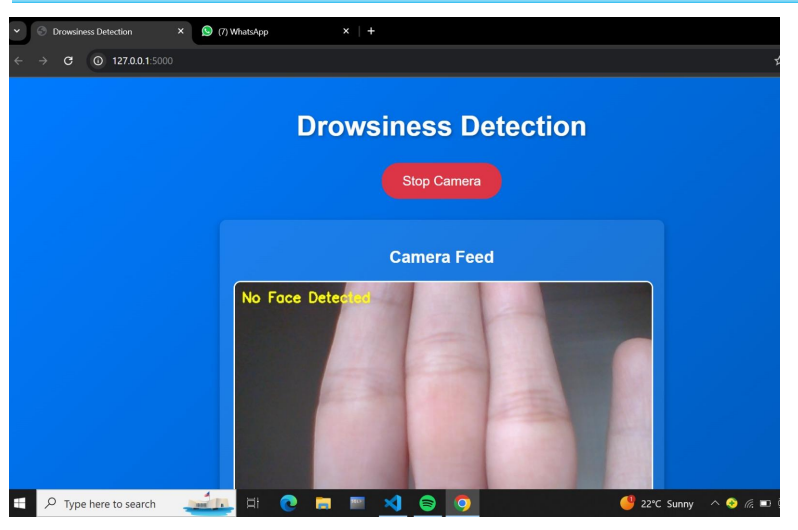 Drowsiness Detection
(7) WhatsApp
127.0.0.1:5000
Drowsiness Detection
Stop Camera
Camera Feed
No Face Detected
Type here to search
22°C Sunny